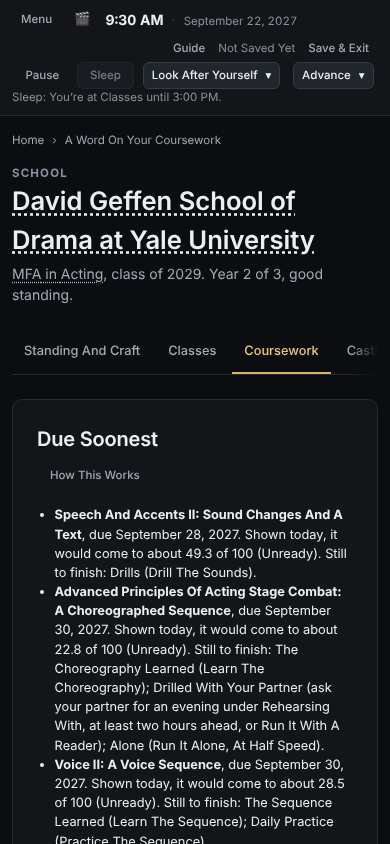 Menu 🎬 9:30 AM · September 22, 2027
Guide Not Saved Yet Save & Exit
Pause Sleep Look After Yourself ▾ Advance ▾
Sleep: You're at Classes until 3:00 PM.
Home › A Word On Your Coursework
SCHOOL
David Geffen School of
Drama at Yale University
MFA in Acting, class of 2029. Year 2 of 3, good
standing.
Standing And Craft Classes Coursework Cast
Due Soonest
How This Works
• Speech And Accents II: Sound Changes And A
Text, due September 28, 2027. Shown today, it
would come to about 49.3 of 100 (Unready). Still
to finish: Drills (Drill The Sounds).
• Advanced Principles Of Acting Stage Combat:
A Choreographed Sequence, due September
30, 2027. Shown today, it would come to about
22.8 of 100 (Unready). Still to finish: The
Choreography Learned (Learn The
Choreography); Drilled With Your Partner (ask
your partner for an evening under Rehearsing
With, at least two hours ahead, or Run It With A
Reader); Alone (Run It Alone, At Half Speed).
• Voice II: A Voice Sequence, due September 30,
2027. Shown today, it would come to about 28.5
of 100 (Unready). Still to finish: The Sequence
Learned (Learn The Sequence); Daily Practice
(Practice The Sequence).